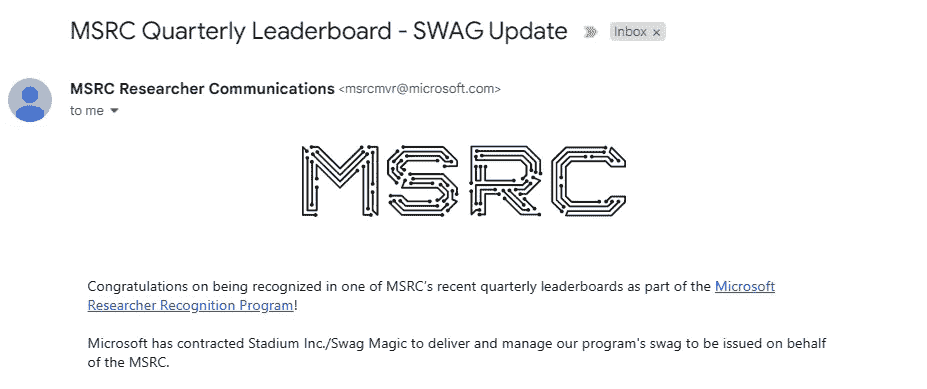 MSRC Quarterly Leaderboard - SWAG Update Inbox ×
MSRC Researcher Communications <msrcmvr@microsoft.com>
to me
MSRC
Congratulations on being recognized in one of MSRC's recent quarterly leaderboards as part of the Microsoft
Researcher Recognition Program!
Microsoft has contracted Stadium Inc./Swag Magic to deliver and manage our program's swag to be issued on behalf
of the MSRC.